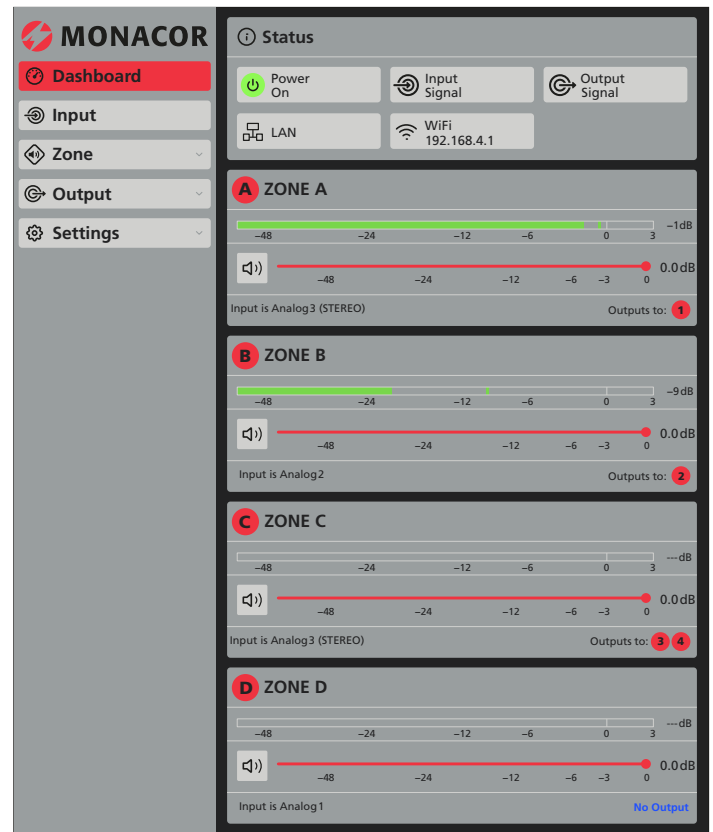 MONACOR
Dashboard
Input
Zone
Output
Settings
Status
Power
On
Input
Signal
Output
Signal
LAN
WiFi
192.168.4.1
A ZONE A
−1dB
−48 −24 −12 −6 0 3
0.0dB
−48 −24 −12 −6 −3 0
Input is Analog3 (STEREO) Outputs to: 1
B ZONE B
−9dB
−48 −24 −12 −6 0 3
0.0dB
−48 −24 −12 −6 −3 0
Input is Analog2 Outputs to: 2
C ZONE C
---dB
−48 −24 −12 −6 0 3
0.0dB
−48 −24 −12 −6 −3 0
Input is Analog3 (STEREO) Outputs to: 3 4
D ZONE D
---dB
−48 −24 −12 −6 0 3
0.0dB
−48 −24 −12 −6 −3 0
Input is Analog1 No Output